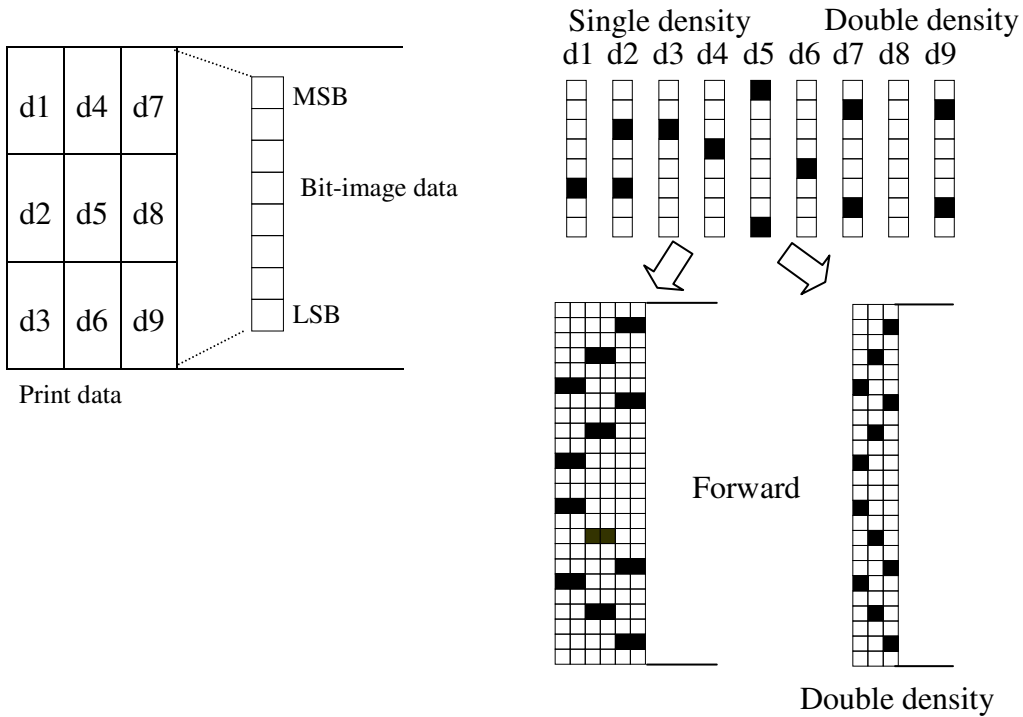 Single density Double density
d1 d2 d3 d4 d5 d6 d7 d8 d9
d1 d4 d7
d2 d5 d8
d3 d6 d9
MSB
Bit-image data
LSB
Print data
Forward
Double density